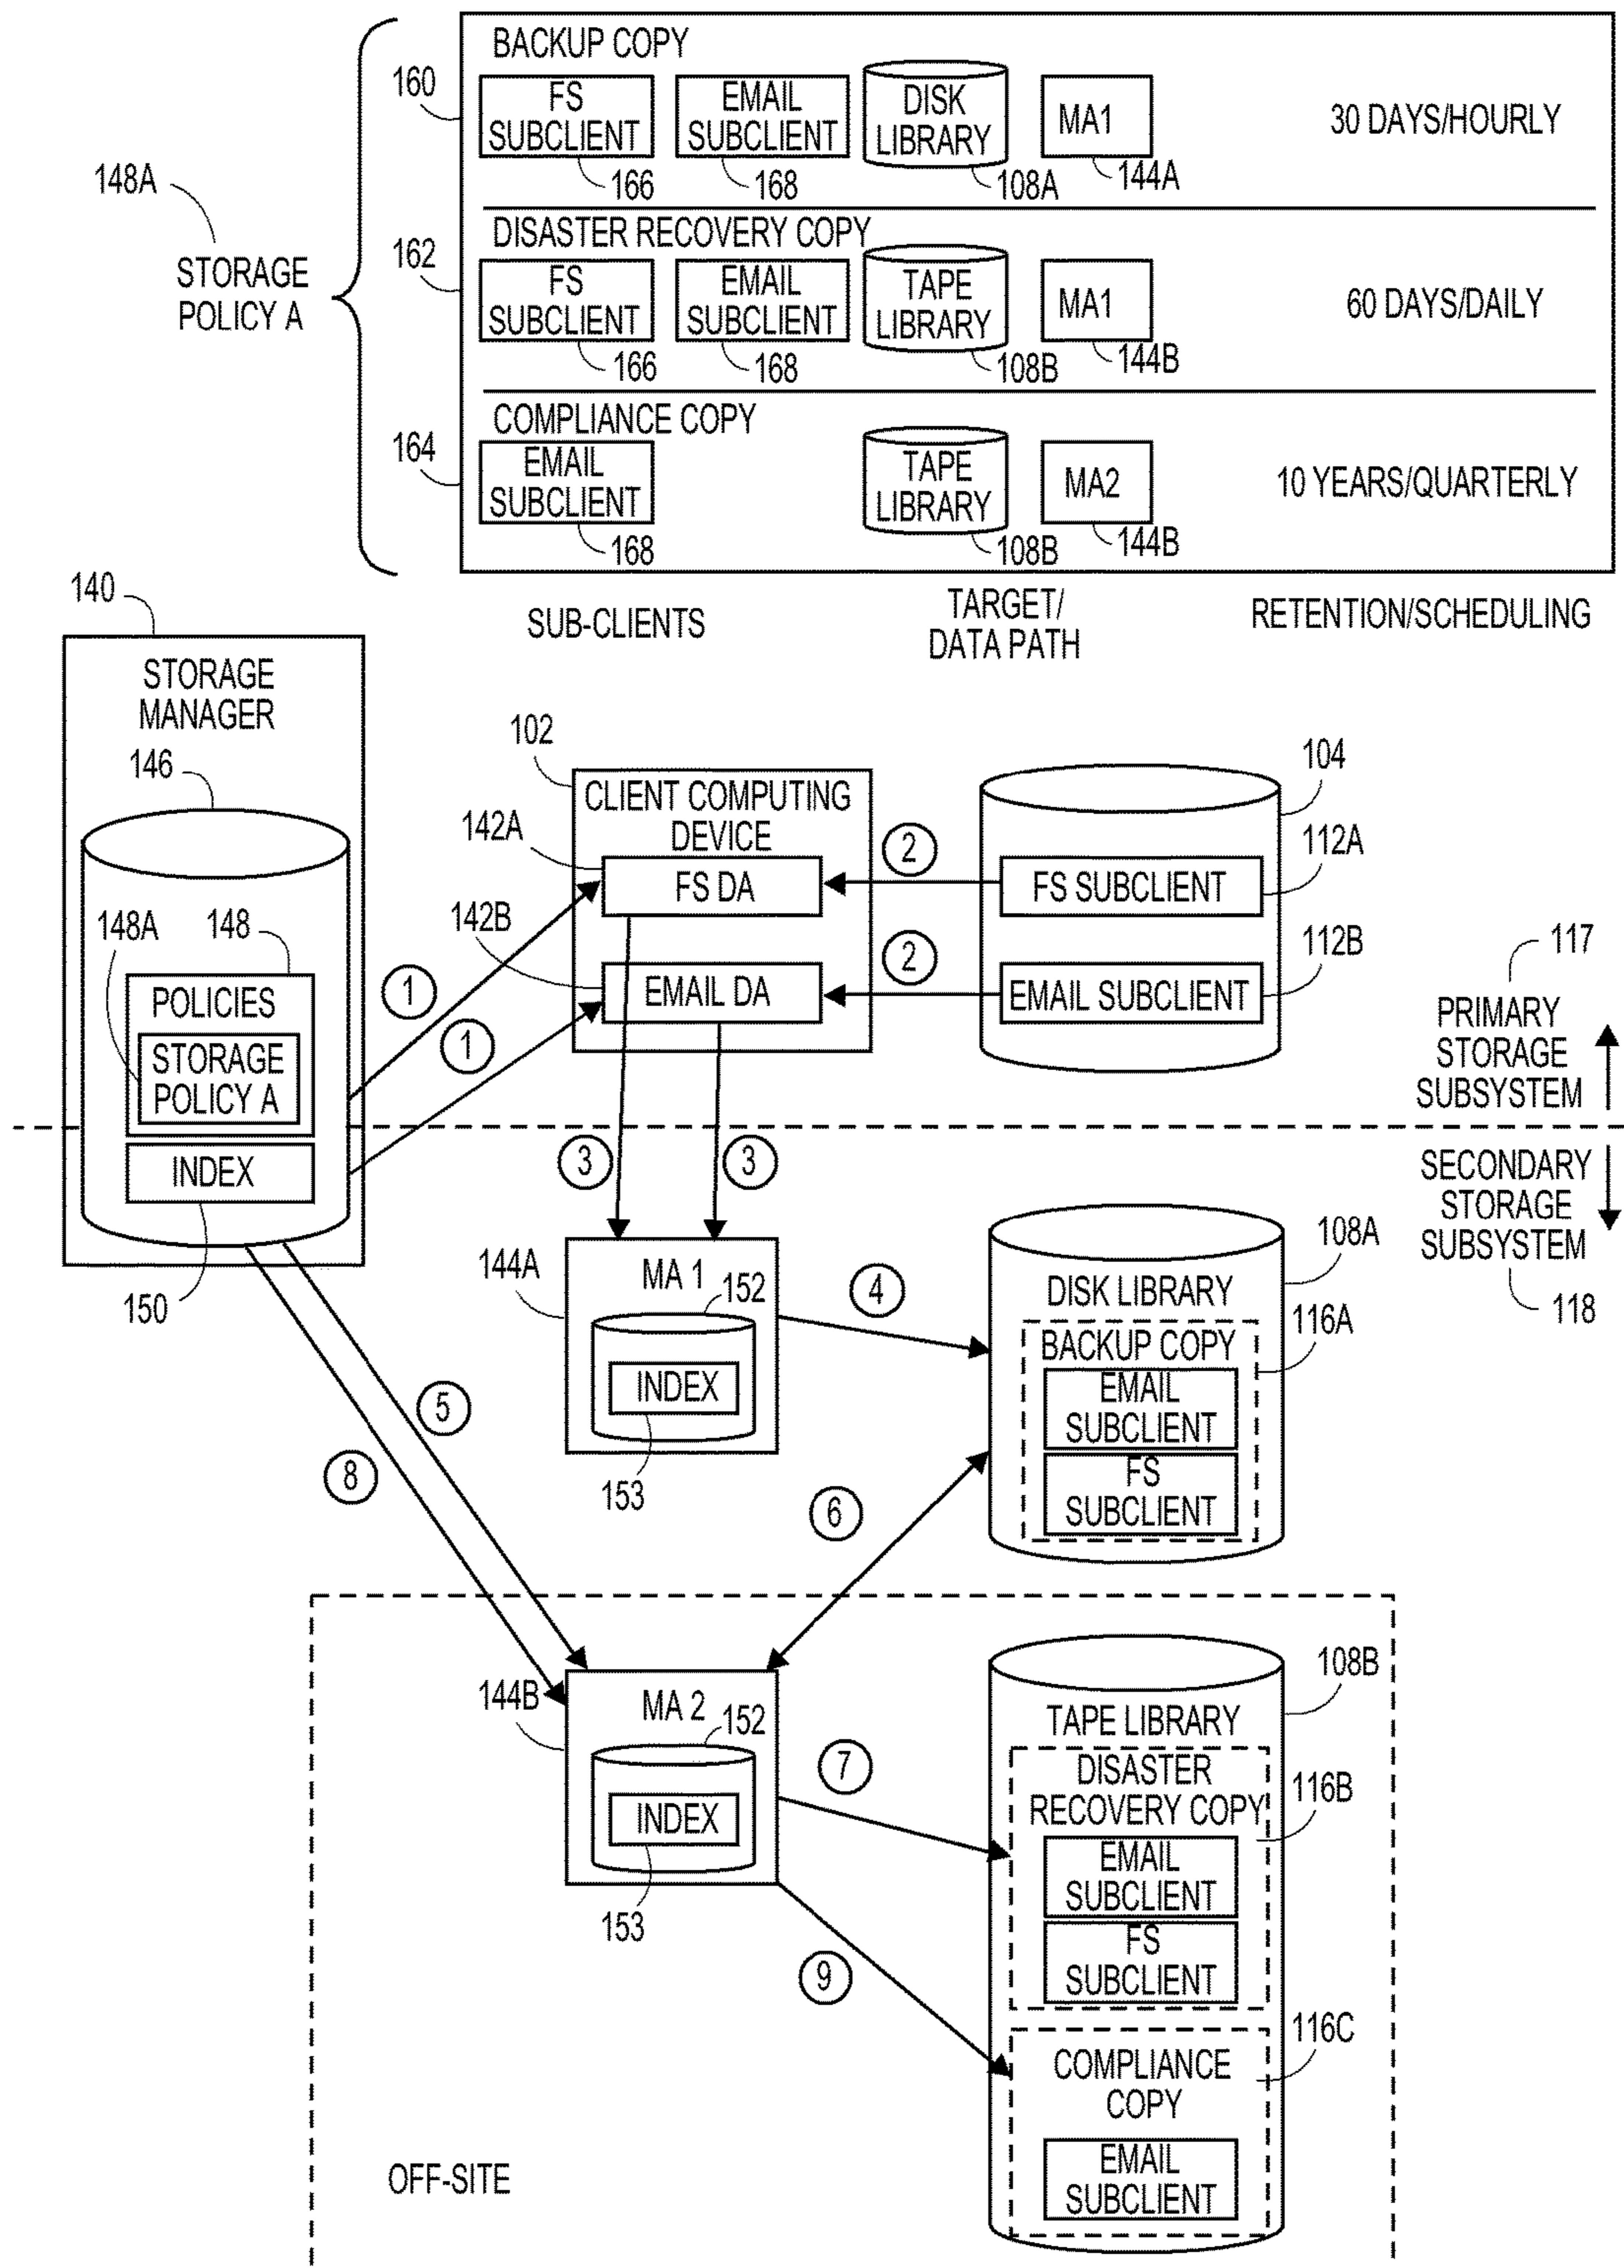 BACKUP COPY
160
FS
SUBCLIENT
166
EMAIL
SUBCLIENT
168
DISK
LIBRARY
108A
MA1
144A
30 DAYS/HOURLY
148A
STORAGE
POLICY A
DISASTER RECOVERY COPY
162
FS
SUBCLIENT
166
EMAIL
SUBCLIENT
168
TAPE
LIBRARY
108B
MA1
144B
60 DAYS/DAILY
COMPLIANCE COPY
164
EMAIL
SUBCLIENT
168
TAPE
LIBRARY
108B
MA2
144B
10 YEARS/QUARTERLY
SUB-CLIENTS
TARGET/
DATA PATH
RETENTION/SCHEDULING
140
STORAGE
MANAGER
146
148A
148
POLICIES
STORAGE
POLICY A
INDEX
150
102
CLIENT COMPUTING
DEVICE
142A
FS DA
142B
EMAIL DA
104
112A
FS SUBCLIENT
112B
EMAIL SUBCLIENT
1
1
2
2
117
PRIMARY
STORAGE
SUBSYSTEM
SECONDARY
STORAGE
SUBSYSTEM
118
3
3
144A
MA 1
152
INDEX
153
4
108A
DISK LIBRARY
116A
BACKUP COPY
EMAIL
SUBCLIENT
FS
SUBCLIENT
5
8
6
144B
MA 2
152
INDEX
153
7
9
108B
TAPE LIBRARY
DISASTER
RECOVERY COPY
116B
EMAIL
SUBCLIENT
FS
SUBCLIENT
116C
COMPLIANCE
COPY
EMAIL
SUBCLIENT
OFF-SITE